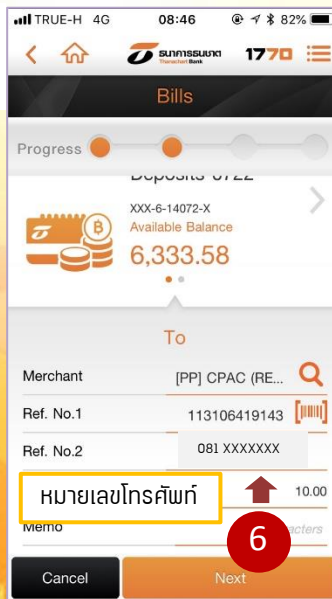 TRUE-H 4G 08:46 82%
ธนาคารธนชาต 1770
Thanachart Bank
Bills
Progress
Deposits 0722
XXX-6-14072-X
Available Balance
6,333.58
To
Merchant [PP] CPAC (RE...
Ref. No.1 113106419143
Ref. No.2 081 XXXXXXX
หมายเลขโทรศัพท์ 10.00
Memo
6
Cancel Next